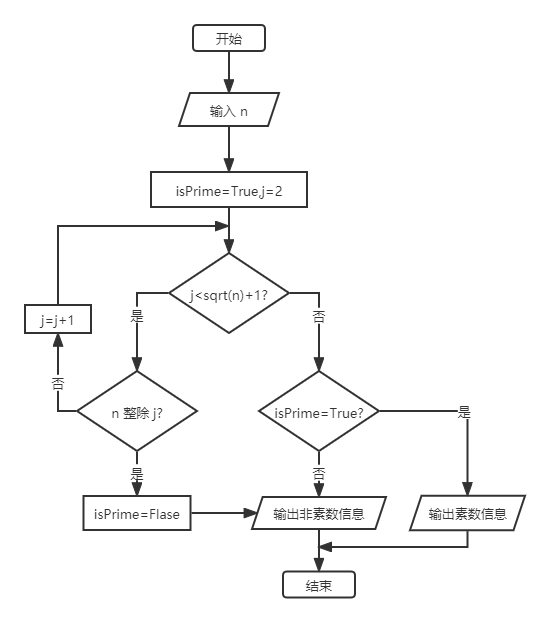 开始
输入 n
isPrime=True,j=2
j<sqrt(n)+1?
j=j+1
是
否
否
n 整除 j?
isPrime=True?
是
是
否
isPrime=Flase
输出非素数信息
输出素数信息
结束